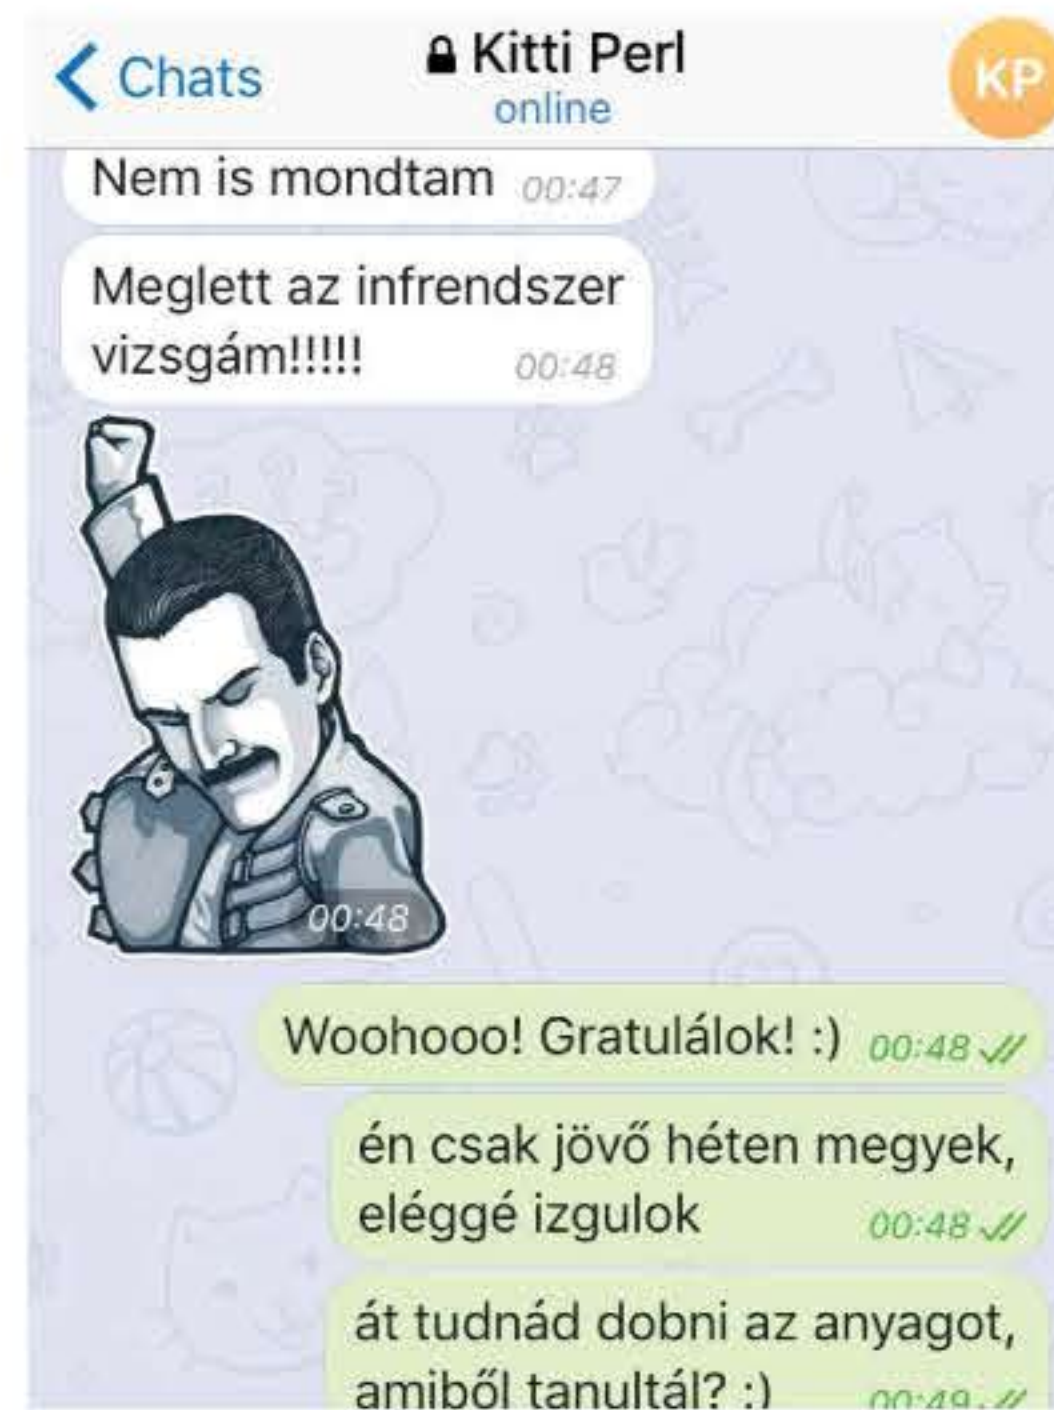 Chats
Kitti Perl
KP
online
Nem is mondtam 00:47
Meglett az infrendszer
vizsgám!!!!! 00:48
00:48
Woohooo! Gratulálok! :) 00:48
én csak jövő héten megyek,
eléggé izgulok 00:48
át tudnád dobni az anyagot,
amiből tanultál? :) 00:49